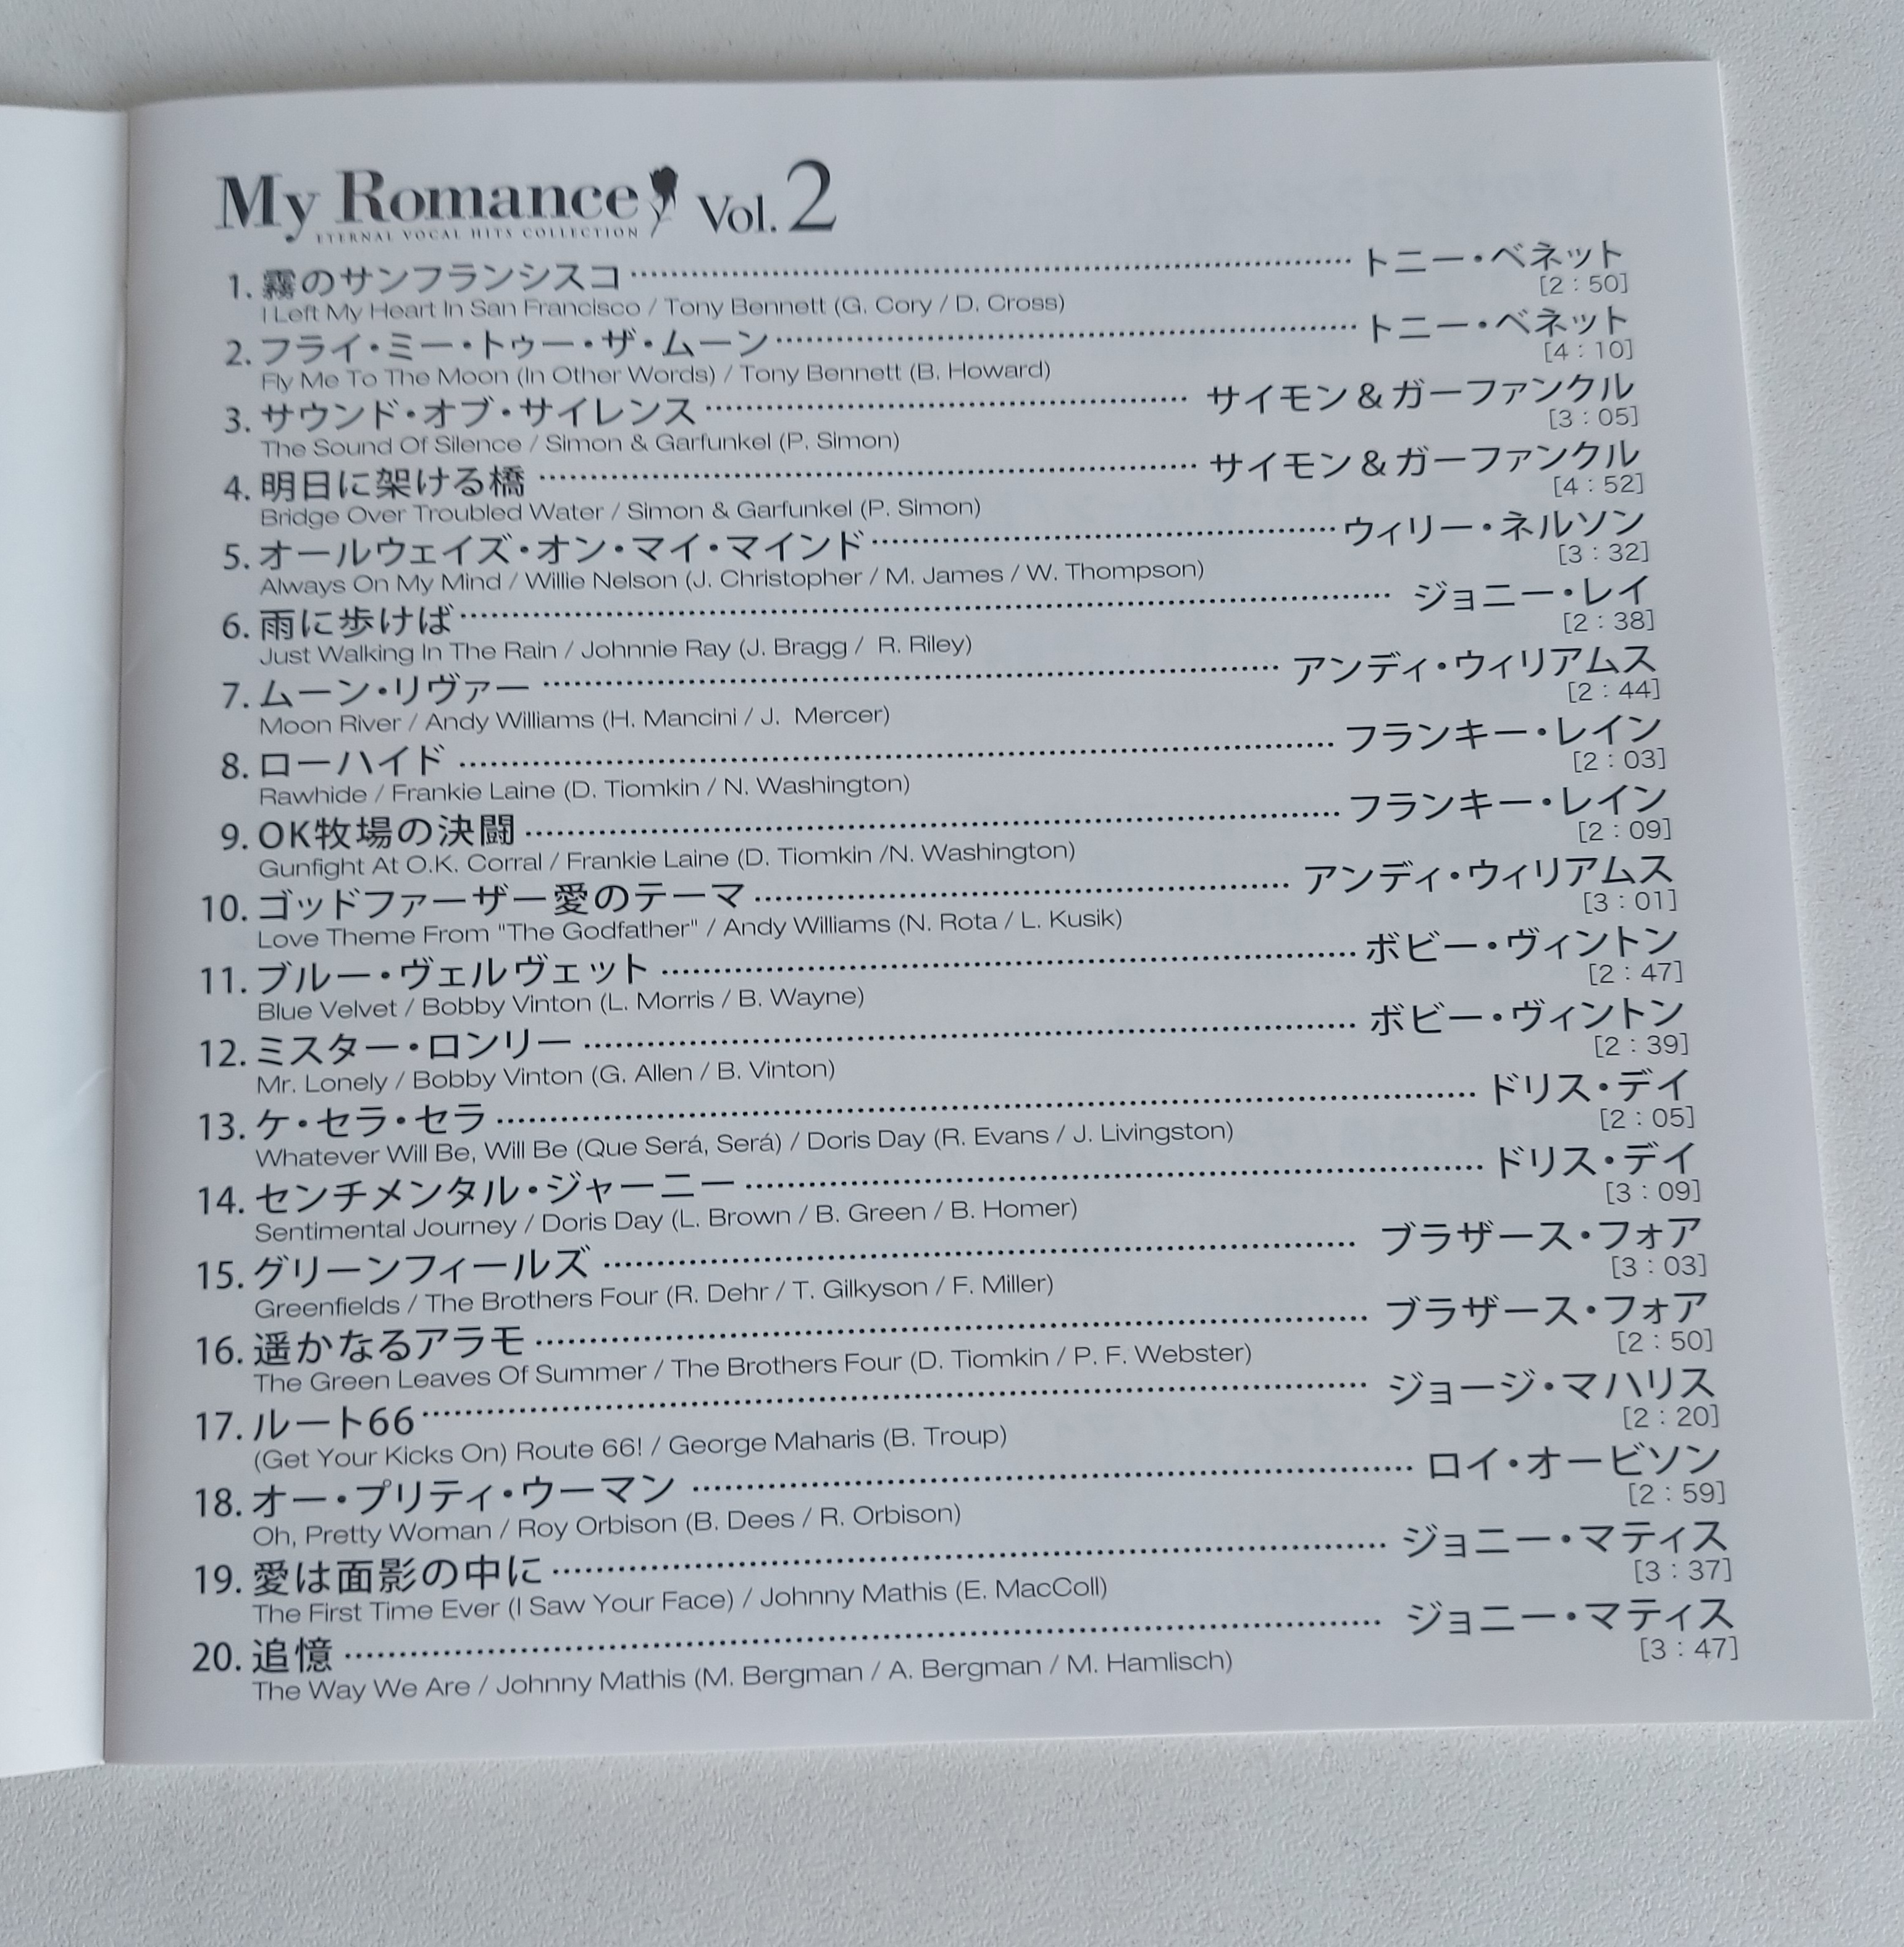 My Romance Vol. 2
ETERNAL VOCAL HITS COLLECTION
1. 霧のサンフランシスコ トニー・ベネット
I Left My Heart In San Francisco / Tony Bennett (G. Cory / D. Cross) [2:50]
2. フライ・ミー・トゥー・ザ・ムーン トニー・ベネット
Fly Me To The Moon (In Other Words) / Tony Bennett (B. Howard) [4:10]
3. サウンド・オブ・サイレンス サイモン&ガーファンクル
The Sound Of Silence / Simon & Garfunkel (P. Simon) [3:05]
4. 明日に架ける橋 サイモン&ガーファンクル
Bridge Over Troubled Water / Simon & Garfunkel (P. Simon) [4:52]
5. オールウェイズ・オン・マイ・マインド ウィリー・ネルソン
Always On My Mind / Willie Nelson (J. Christopher / M. James / W. Thompson) [3:32]
6. 雨に歩けば ジョニー・レイ
Just Walking In The Rain / Johnnie Ray (J. Bragg / R. Riley) [2:38]
7. ムーン・リヴァー アンディ・ウィリアムス
Moon River / Andy Williams (H. Mancini / J. Mercer) [2:44]
8. ローハイド フランキー・レイン
Rawhide / Frankie Laine (D. Tiomkin / N. Washington) [2:03]
9. OK牧場の決闘 フランキー・レイン
Gunfight At O.K. Corral / Frankie Laine (D. Tiomkin /N. Washington) [2:09]
10. ゴッドファーザー愛のテーマ アンディ・ウィリアムス
Love Theme From "The Godfather" / Andy Williams (N. Rota / L. Kusik) [3:01]
11. ブルー・ヴェルヴェット ボビー・ヴィントン
Blue Velvet / Bobby Vinton (L. Morris / B. Wayne) [2:47]
12. ミスター・ロンリー ボビー・ヴィントン
Mr. Lonely / Bobby Vinton (G. Allen / B. Vinton) [2:39]
13. ケ・セラ・セラ ドリス・デイ
Whatever Will Be, Will Be (Que Será, Será) / Doris Day (R. Evans / J. Livingston) [2:05]
14. センチメンタル・ジャーニー ドリス・デイ
Sentimental Journey / Doris Day (L. Brown / B. Green / B. Homer) [3:09]
15. グリーンフィールズ ブラザース・フォア
Greenfields / The Brothers Four (R. Dehr / T. Gilkyson / F. Miller) [3:03]
16. 遥かなるアラモ ブラザース・フォア
The Green Leaves Of Summer / The Brothers Four (D. Tiomkin / P. F. Webster) [2:50]
17. ルート66 ジョージ・マハリス
(Get Your Kicks On) Route 66! / George Maharis (B. Troup) [2:20]
18. オー・プリティ・ウーマン ロイ・オービソン
Oh, Pretty Woman / Roy Orbison (B. Dees / R. Orbison) [2:59]
19. 愛は面影の中に ジョニー・マティス
The First Time Ever (I Saw Your Face) / Johnny Mathis (E. MacColl) [3:37]
20. 追憶 ジョニー・マティス
The Way We Are / Johnny Mathis (M. Bergman / A. Bergman / M. Hamlisch) [3:47]